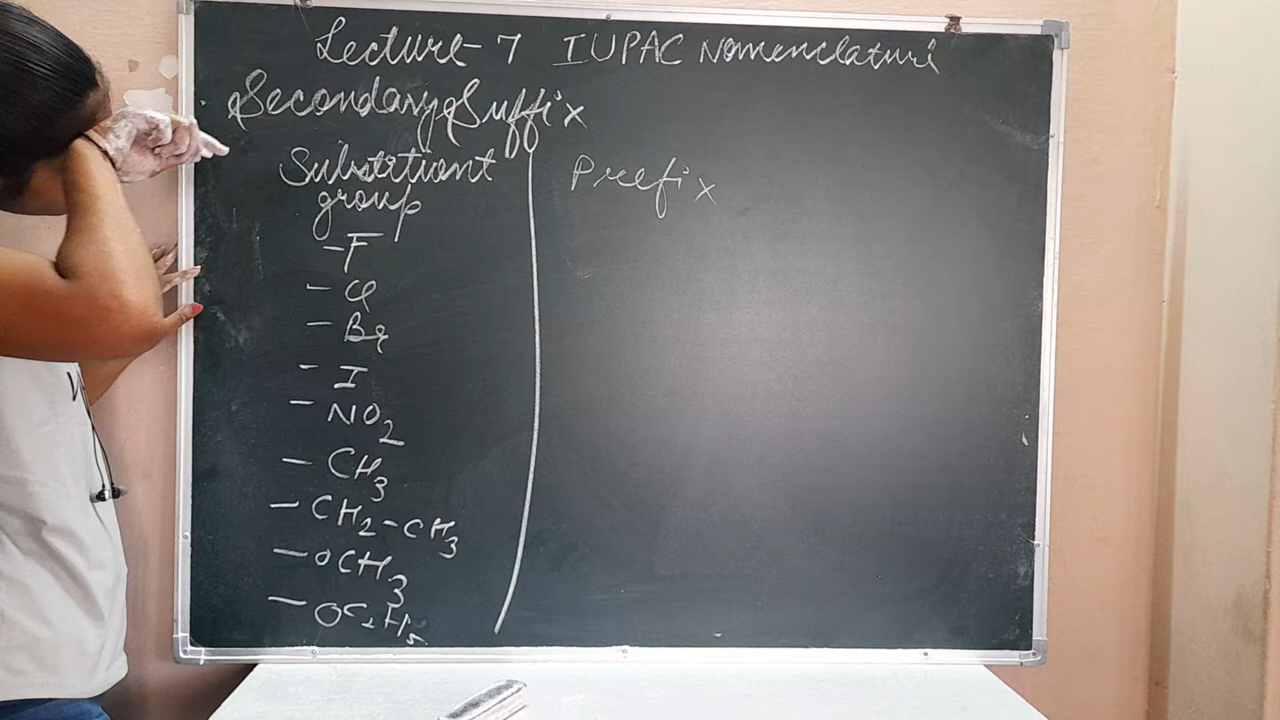 Lecture-7 IUPAC Nomenclature
Secondary Suffix
Substituent Prefix
group
-F
- Cl
- Br
- I
- NO2
- CH3
- CH2-CH3
- OCH3
- OC2H5